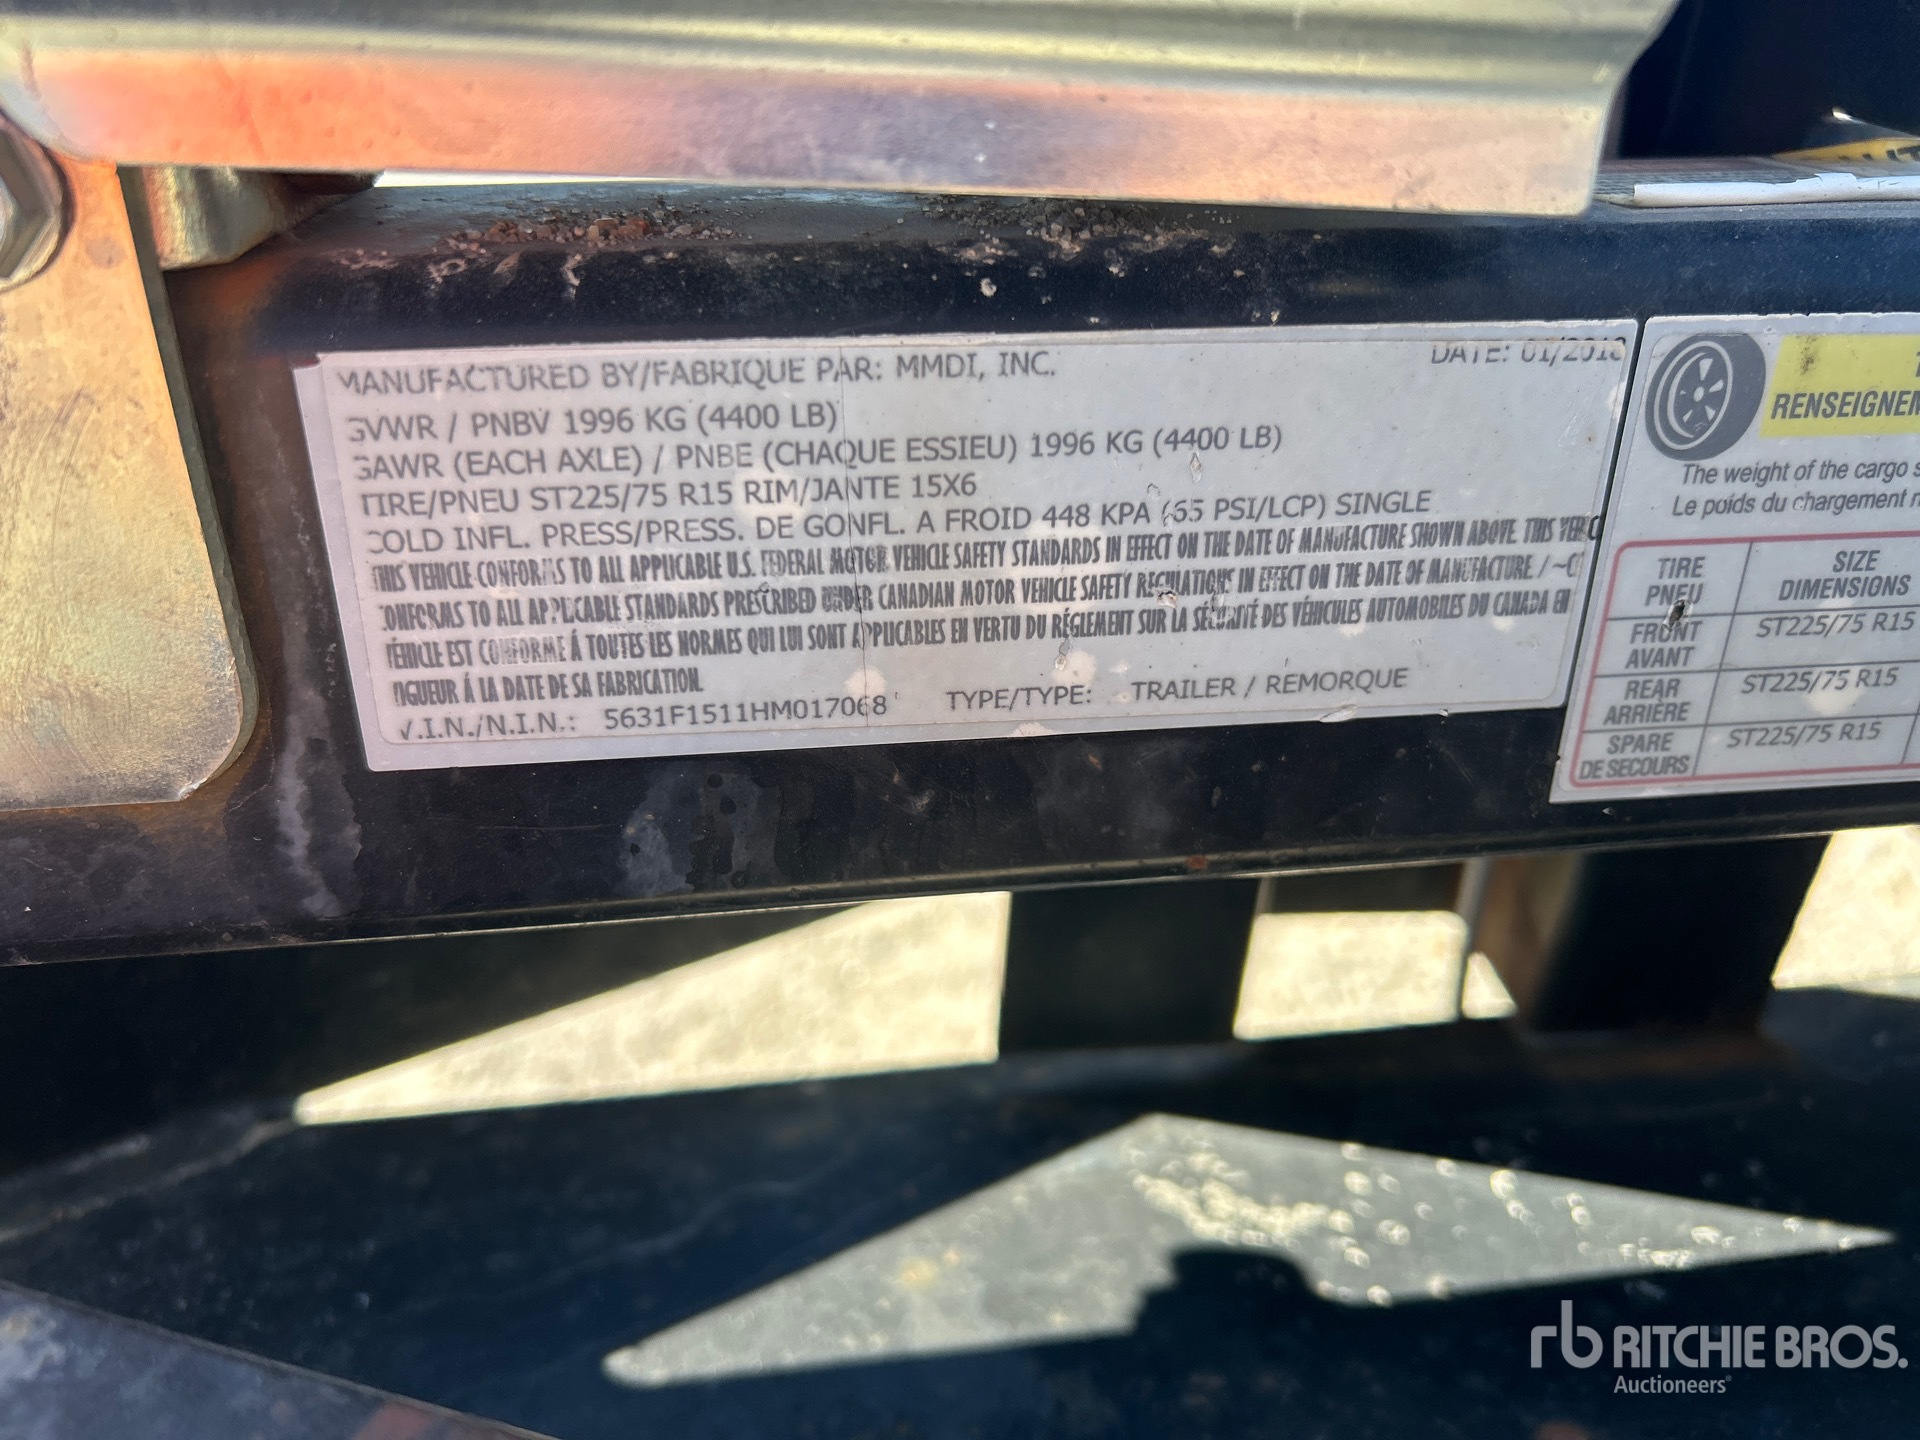 MANUFACTURED BY/FABRIQUE PAR: MMDI, INC. DATE: 01/2018
GVWR / PNBV 1996 KG (4400 LB)
GAWR (EACH AXLE) / PNBE (CHAQUE ESSIEU) 1996 KG (4400 LB)
TIRE/PNEU ST225/75 R15 RIM/JANTE 15X6
COLD INFL. PRESS/PRESS. DE GONFL. A FROID 448 KPA (65 PSI/LCP) SINGLE
THIS VEHICLE CONFORMS TO ALL APPLICABLE U.S. FEDERAL MOTOR VEHICLE SAFETY STANDARDS IN EFFECT ON THE DATE OF MANUFACTURE SHOWN ABOVE. THIS
CONFORMS TO ALL APPLICABLE STANDARDS PRESCRIBED UNDER CANADIAN MOTOR VEHICLE SAFETY REGULATIONS IN EFFECT ON THE DATE OF MANUFACTURE. /
VÉHICLE EST CONFORME Á TOUTES LES NORMES QUI LUI SONT APPLICABLES EN VERTU DU RÉGLEMENT SUR LA SÉCURITÉ DES VÉHICULES AUTOMOBILES DU CANADA EN
VIGUEUR Á LA DATE DE SA FABRICATION.
V.I.N./N.I.N.: 5631F1511HM017068 TYPE/TYPE: TRAILER / REMORQUE
The weight of the cargo
Le poids du chargement
TIRE SIZE
PNEU DIMENSIONS
FRONT ST225/75 R15
AVANT
REAR ST225/75 R15
ARRIÈRE
SPARE ST225/75 R15
DE SECOURS
rb RITCHIE BROS.
Auctioneers